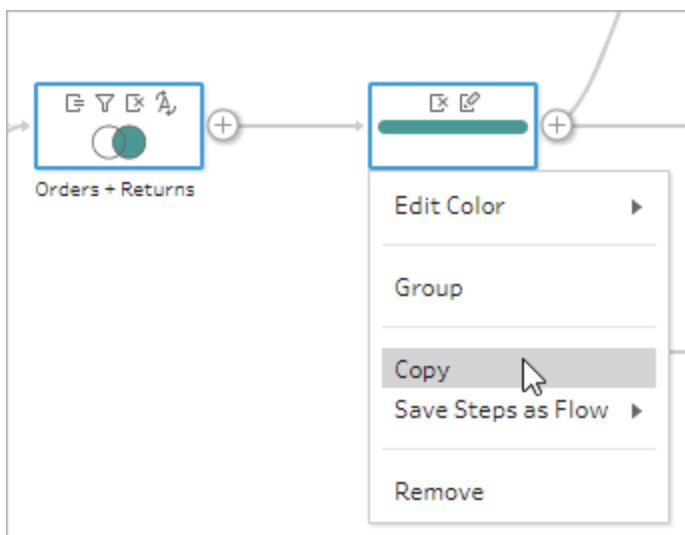 Orders + Returns
Edit Color
Group
Copy
Save Steps as Flow
Remove